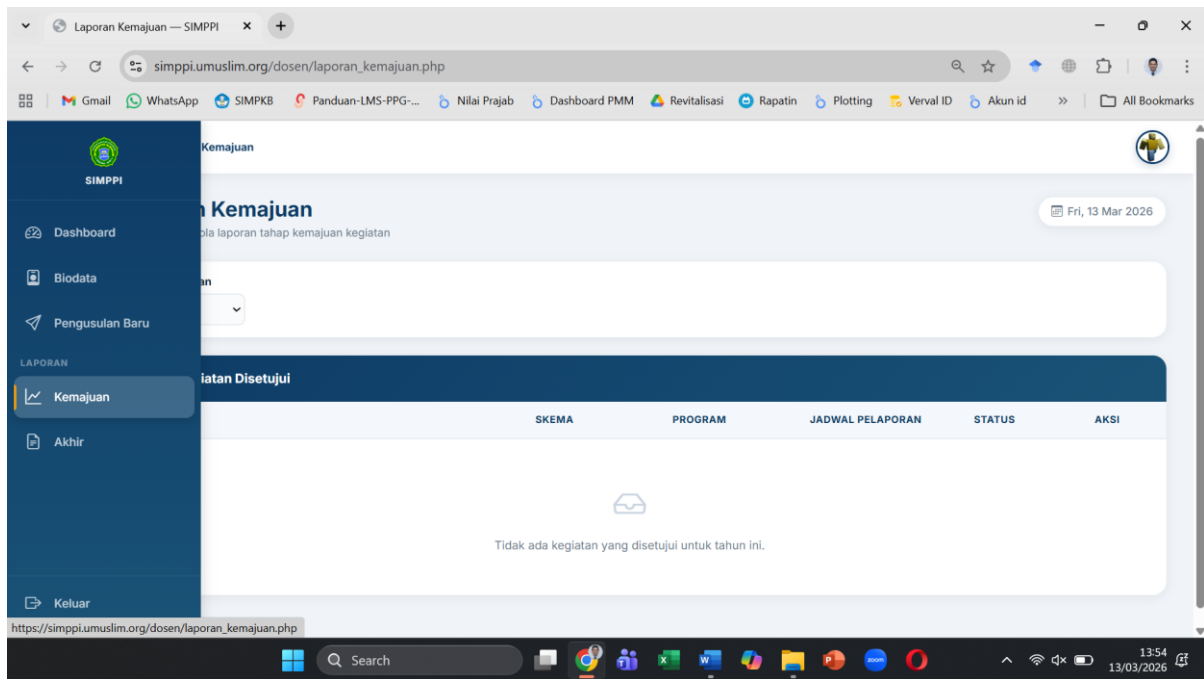 Laporan Kemajuan — SIMPPI
simppi.umuslim.org/dosen/laporan_kemajuan.php
Gmail WhatsApp SIMPKB Panduan-LMS-PPG-... Nilai Prajab Dashboard PMM Revitalisasi Rapatin Plotting Verval ID Akun id » All Bookmarks
SIMPPI
Kemajuan
n Kemajuan
Fri, 13 Mar 2026
ola laporan tahap kemajuan kegiatan
Dashboard
Biodata
an
Pengusulan Baru
LAPORAN
Kemajuan
iatan Disetujui
SKEMA PROGRAM JADWAL PELAPORAN STATUS AKSI
Akhir
Tidak ada kegiatan yang disetujui untuk tahun ini.
Keluar
https://simppi.umuslim.org/dosen/laporan_kemajuan.php
Search
zoom
13:54
13/03/2026